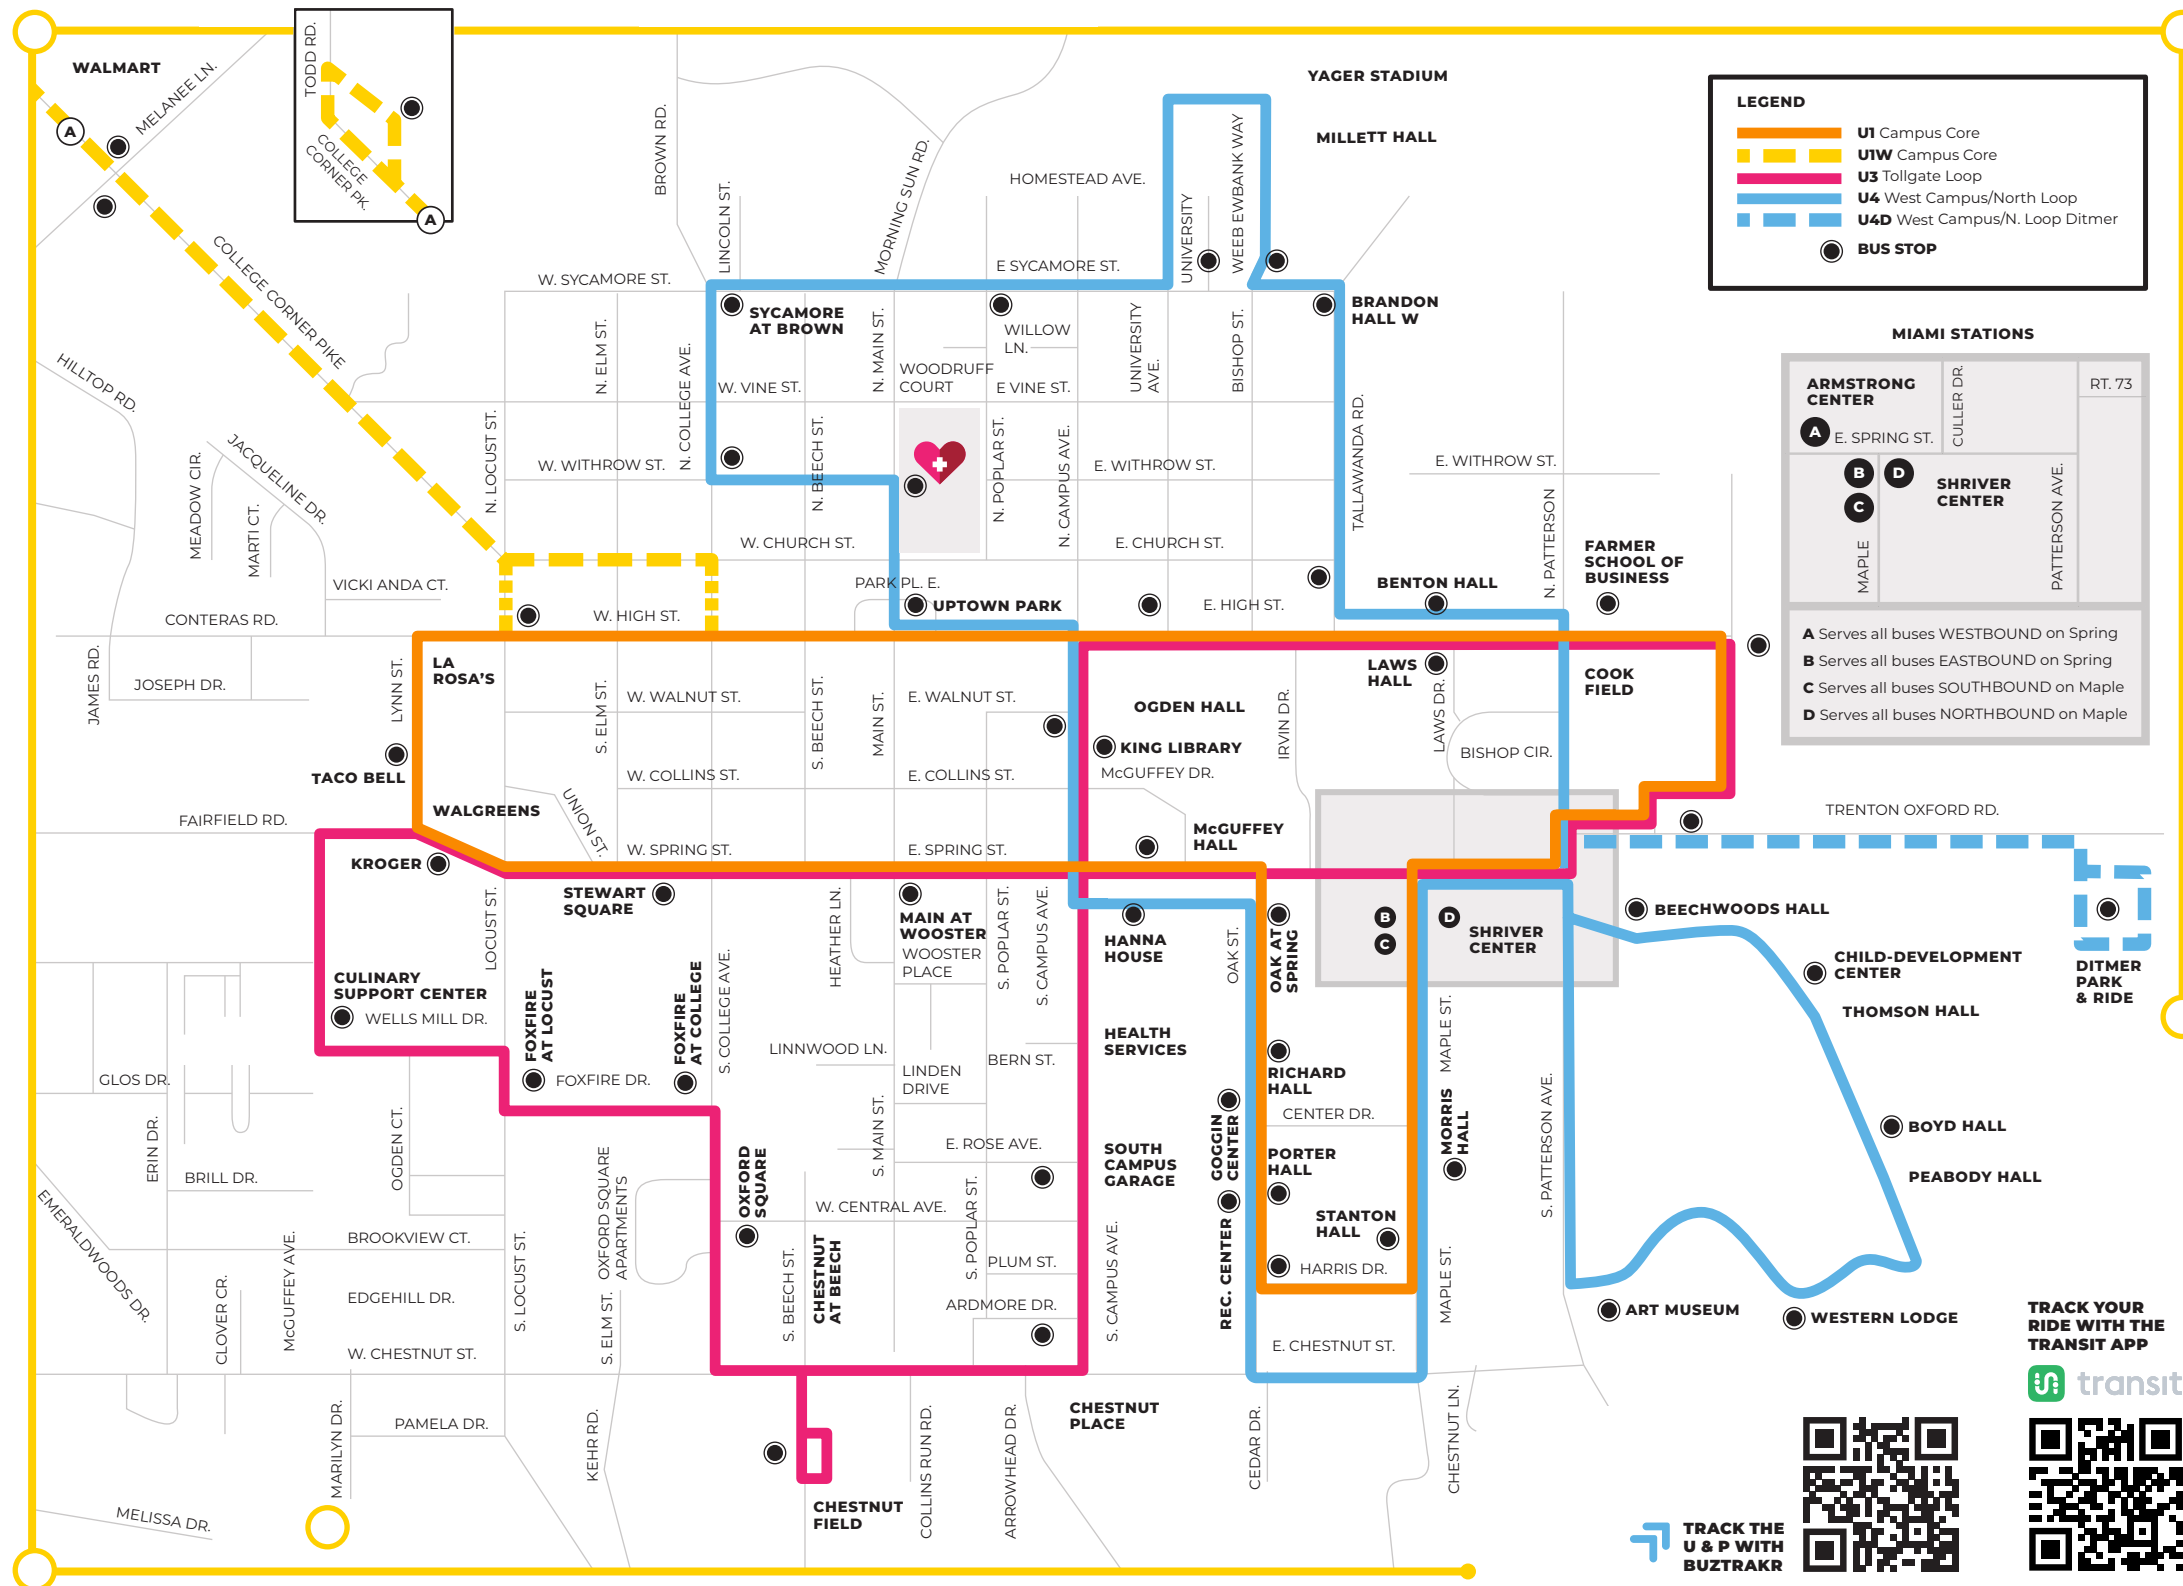 WALMART
MELANEE LN.
A
TODD RD.
COLLEGE
CORNER PK.
A
COLLEGE CORNER PIKE
BROWN RD.
LINCOLN ST.
MORNING SUN RD.
HOMESTEAD AVE.
UNIVERSITY
WEEB EWBANK WAY
YAGER STADIUM
MILLETT HALL
LEGEND
U1 Campus Core
U1W Campus Core
U3 Tollgate Loop
U4 West Campus/North Loop
U4D West Campus/N. Loop Ditmer
BUS STOP
W. SYCAMORE ST.
E SYCAMORE ST.
SYCAMORE
AT BROWN
BRANDON
HALL W
N. ELM ST.
N. COLLEGE AVE.
N. MAIN ST.
WILLOW
LN.
WOODRUFF
COURT
UNIVERSITY
AVE.
BISHOP ST.
W. VINE ST.
E VINE ST.
HILLTOP RD.
JACQUELINE DR.
MEADOW CIR.
MARTI CT.
N. LOCUST ST.
N. BEECH ST.
N. POPLAR ST.
N. CAMPUS AVE.
TALLAWANDA RD.
W. WITHROW ST.
E. WITHROW ST.
E. WITHROW ST.
N. PATTERSON
W. CHURCH ST.
E. CHURCH ST.
FARMER
SCHOOL OF
BUSINESS
MIAMI STATIONS
ARMSTRONG
CENTER
CULLER DR.
RT. 73
A
E. SPRING ST.
B
D
C
SHRIVER
CENTER
MAPLE
PATTERSON AVE.
A Serves all buses WESTBOUND on Spring
B Serves all buses EASTBOUND on Spring
C Serves all buses SOUTHBOUND on Maple
D Serves all buses NORTHBOUND on Maple
VICKI ANDA CT.
PARK PL. E.
BENTON HALL
CONTERAS RD.
W. HIGH ST.
UPTOWN PARK
E. HIGH ST.
JAMES RD.
JOSEPH DR.
LYNN ST.
LA
ROSA'S
S. ELM ST.
W. WALNUT ST.
S. BEECH ST.
MAIN ST.
E. WALNUT ST.
OGDEN HALL
KING LIBRARY
McGUFFEY DR.
IRVIN DR.
LAWS
HALL
LAWS DR.
BISHOP CIR.
COOK
FIELD
TACO BELL
WALGREENS
W. COLLINS ST.
E. COLLINS ST.
FAIRFIELD RD.
UNION ST.
W. SPRING ST.
E. SPRING ST.
McGUFFEY
HALL
TRENTON OXFORD RD.
KROGER
STEWART
SQUARE
LOCUST ST.
HEATHER LN.
MAIN AT
WOOSTER
WOOSTER
PLACE
S. POPLAR ST.
S. CAMPUS AVE.
HANNA
HOUSE
OAK ST.
OAK AT
SPRING
B
C
D
SHRIVER
CENTER
BEECHWOODS HALL
CHILD-DEVELOPMENT
CENTER
THOMSON HALL
DITMER
PARK
& RIDE
CULINARY
SUPPORT CENTER
WELLS MILL DR.
FOXFIRE
AT LOCUST
FOXFIRE DR.
FOXFIRE
AT COLLEGE
S. COLLEGE AVE.
LINNWOOD LN.
LINDEN
DRIVE
BERN ST.
HEALTH
SERVICES
RICHARD
HALL
CENTER DR.
MAPLE ST.
GLOS DR.
ERIN DR.
BRILL DR.
OGDEN CT.
OXFORD SQUARE
APARTMENTS
OXFORD
SQUARE
S. MAIN ST.
E. ROSE AVE.
SOUTH
CAMPUS
GARAGE
GOGGIN
CENTER
PORTER
HALL
MORRIS
HALL
S. PATTERSON AVE.
BOYD HALL
PEABODY HALL
EMERALDWOODS DR.
CLOVER CR.
McGUFFEY AVE.
BROOKVIEW CT.
EDGEHILL DR.
W. CHESTNUT ST.
S. LOCUST ST.
S. ELM ST.
S. BEECH ST.
CHESTNUT
AT BEECH
W. CENTRAL AVE.
S. POPLAR ST.
PLUM ST.
ARDMORE DR.
S. CAMPUS AVE.
REC. CENTER
STANTON
HALL
HARRIS DR.
E. CHESTNUT ST.
MAPLE ST.
ART MUSEUM
WESTERN LODGE
TRACK YOUR
RIDE WITH THE
TRANSIT APP
transit
MARILYN DR.
PAMELA DR.
MELISSA DR.
KEHR RD.
CHESTNUT
FIELD
COLLINS RUN RD.
ARROWHEAD DR.
CHESTNUT
PLACE
CEDAR DR.
CHESTNUT LN.
TRACK THE
U & P WITH
BUZTRAKR